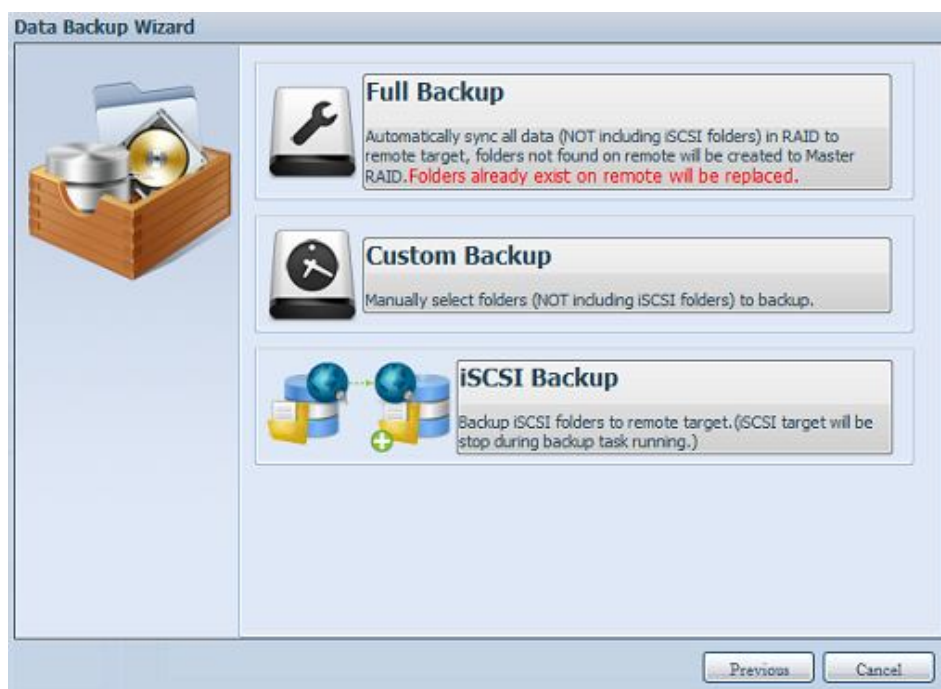 Data Backup Wizard
Full Backup
Automatically sync all data (NOT including iSCSI folders) in RAID to
remote target, folders not found on remote will be created to Master
RAID.Folders already exist on remote will be replaced.
Custom Backup
Manually select folders (NOT including iSCSI folders) to backup.
iSCSI Backup
Backup iSCSI folders to remote target.(iSCSI target will be
stop during backup task running.)
Previous
Cancel